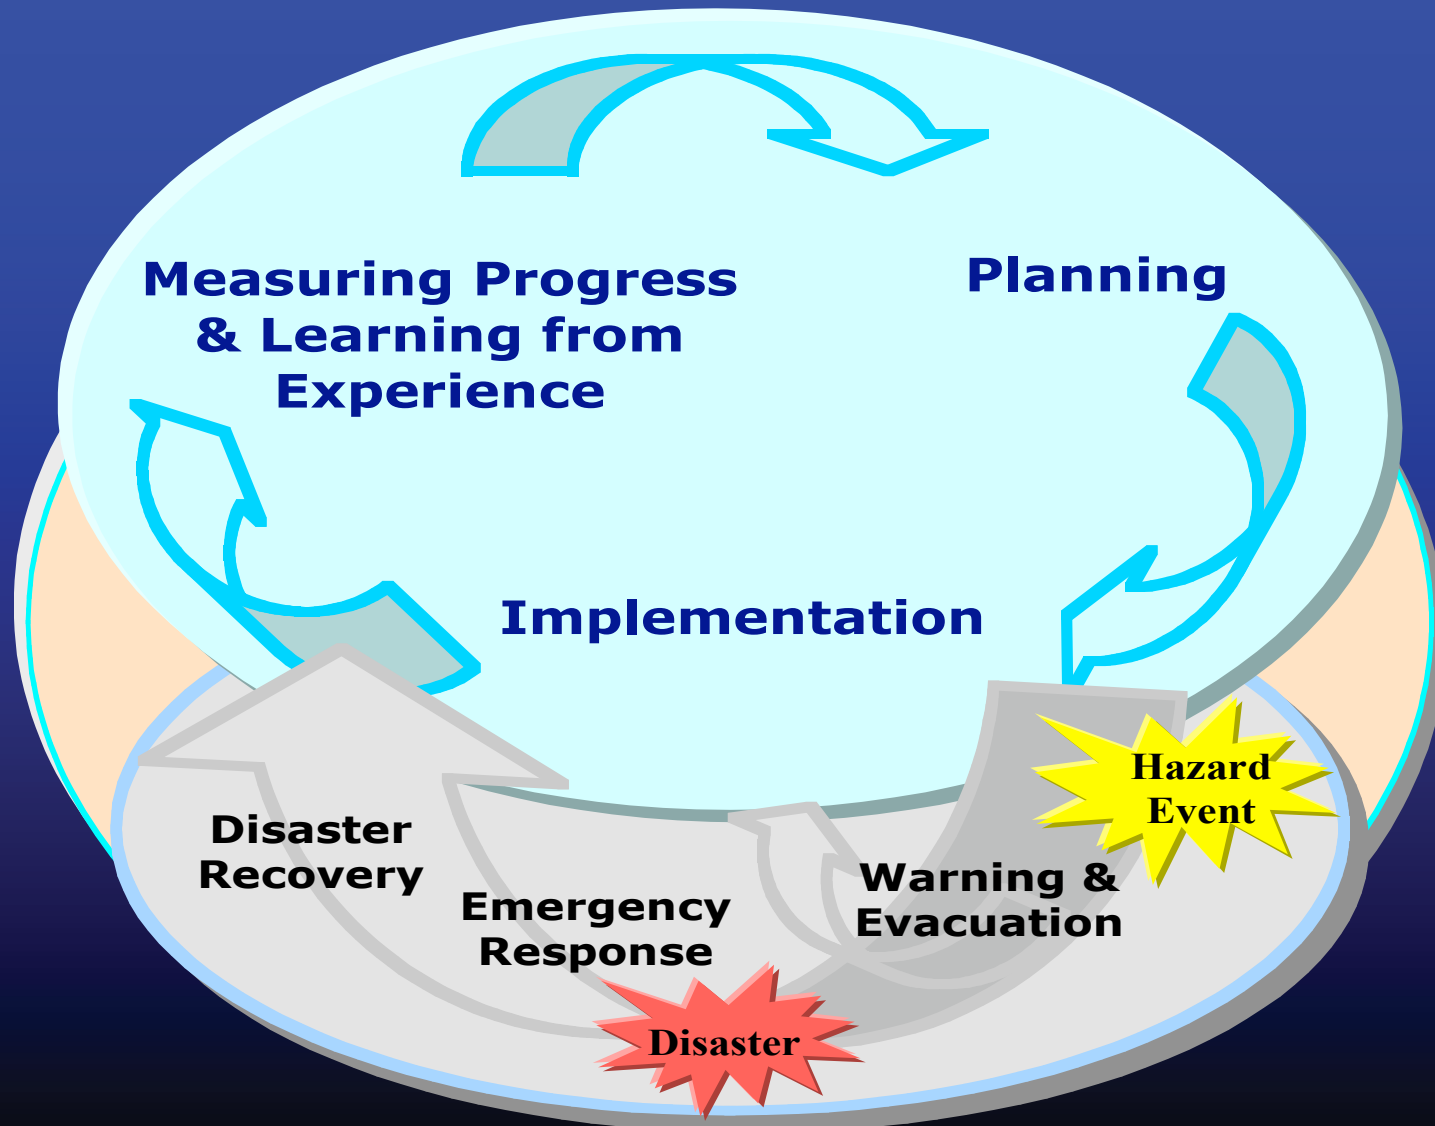 Measuring Progress
& Learning from
Experience
Planning
Implementation
Hazard
Event
Warning &
Evacuation
Disaster
Emergency
Response
Disaster
Recovery